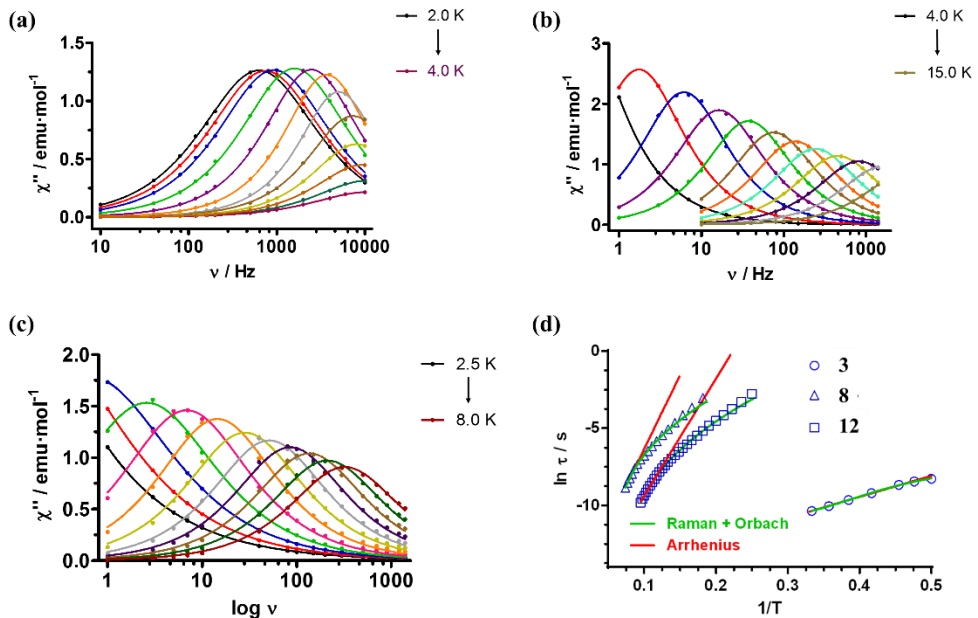 (a)
2.0 K
4.0 K
χ'' / emu·mol⁻¹
1.5
1.0
0.5
0.0
10
100
1000
10000
ν / Hz
(b)
4.0 K
15.0 K
χ'' / emu·mol⁻¹
3
2
1
0
1
10
100
1000
ν / Hz
(c)
2.5 K
8.0 K
χ'' / emu·mol⁻¹
2.0
1.5
1.0
0.5
0.0
1
10
100
1000
log ν
(d)
3
8
12
ln τ / s
0
-5
-10
Raman + Orbach
Arrhenius
0.1
0.2
0.3
0.4
0.5
1/T